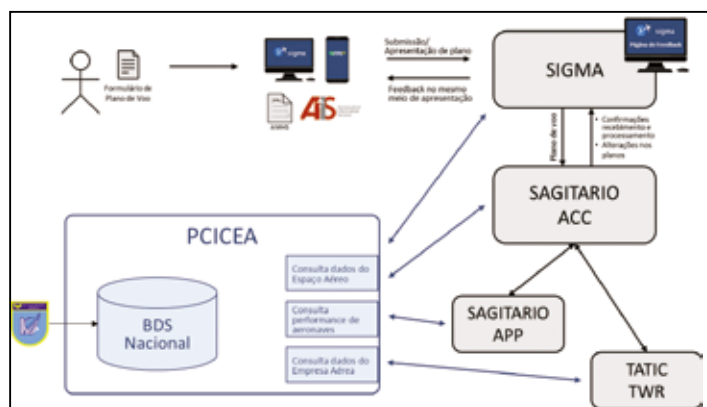 sigma
Página de Feedback
Formulário de
Plano de Voo
Submissão/
Apresentação de plano
Feedback no mesmo
meio de apresentação
AIS
SIGMA
Plano de voo
• Confirmações
recebimento e
processamento
• Alterações nos
planos
SAGITARIO
ACC
PCICEA
BDS
Nacional
Consulta dados do
Espaço Aéreo
Consulta
performance de
aeronaves
Consulta dados do
Empresa Aérea
SAGITARIO
APP
TATIC
TWR